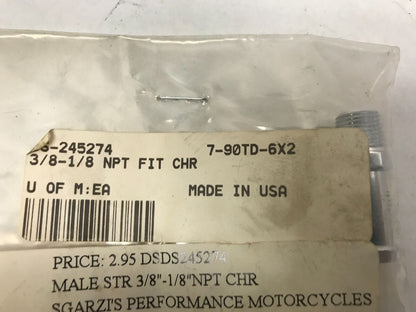 S-245274 7-90TD-6X2
3/8-1/8 NPT FIT CHR
U OF M:EA MADE IN USA
PRICE: 2.95 DSDS245274
MALE STR 3/8"-1/8"NPT CHR
SGARZI'S PERFORMANCE MOTORCYCLES